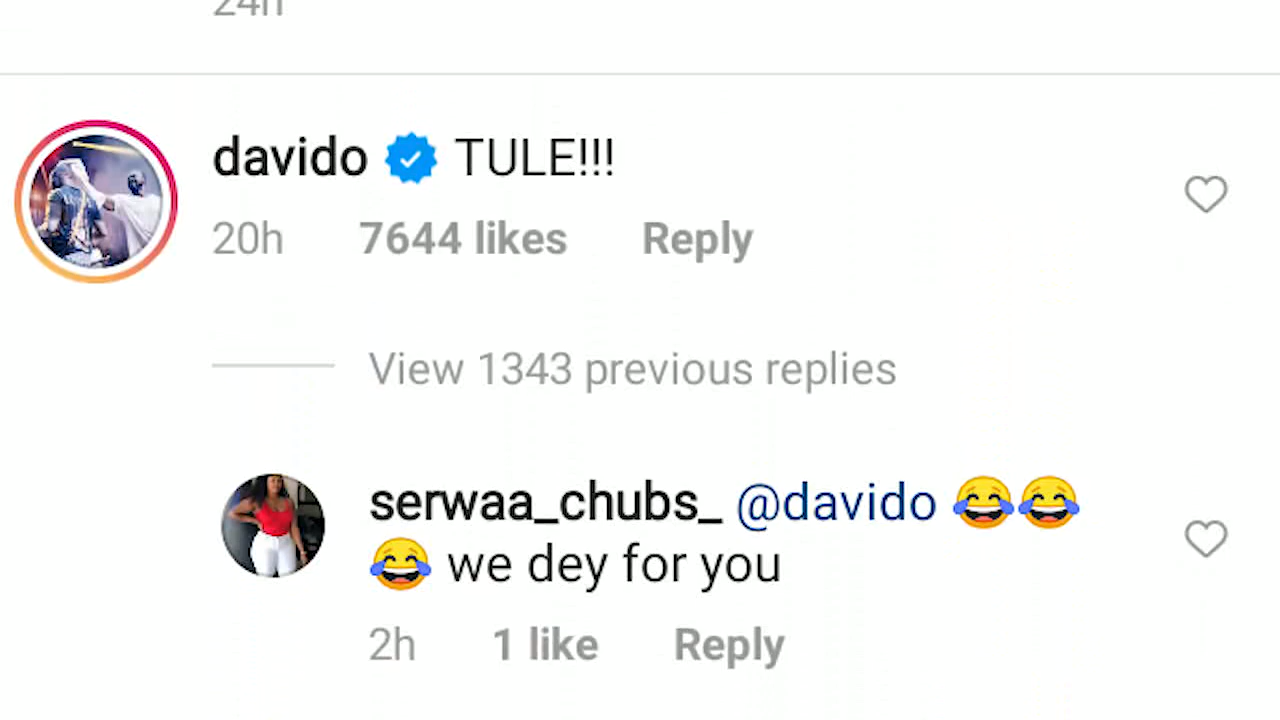 24h
davido TULE!!!
20h 7644 likes Reply
View 1343 previous replies
serwaa_chubs_ @davido 😂😂
😂 we dey for you
2h 1 like Reply